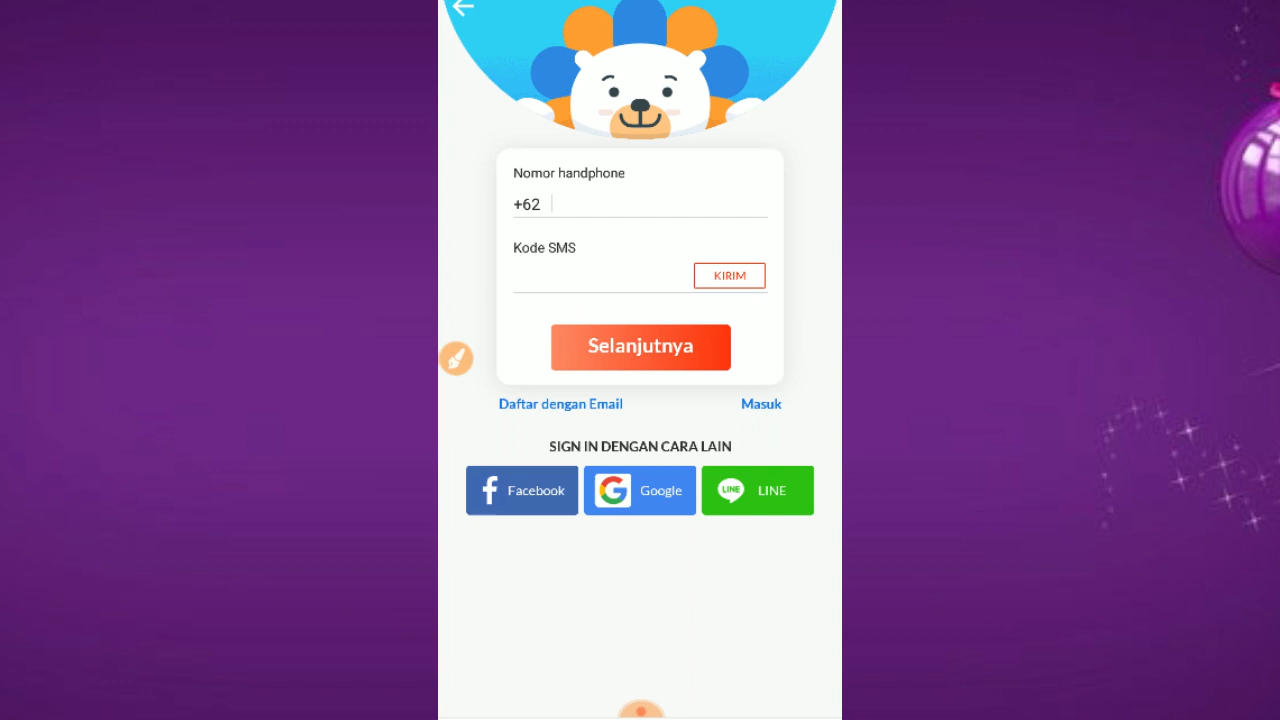 Nomor handphone
+62
Kode SMS
KIRIM
Selanjutnya
Daftar dengan Email Masuk
SIGN IN DENGAN CARA LAIN
Facebook Google LINE LINE